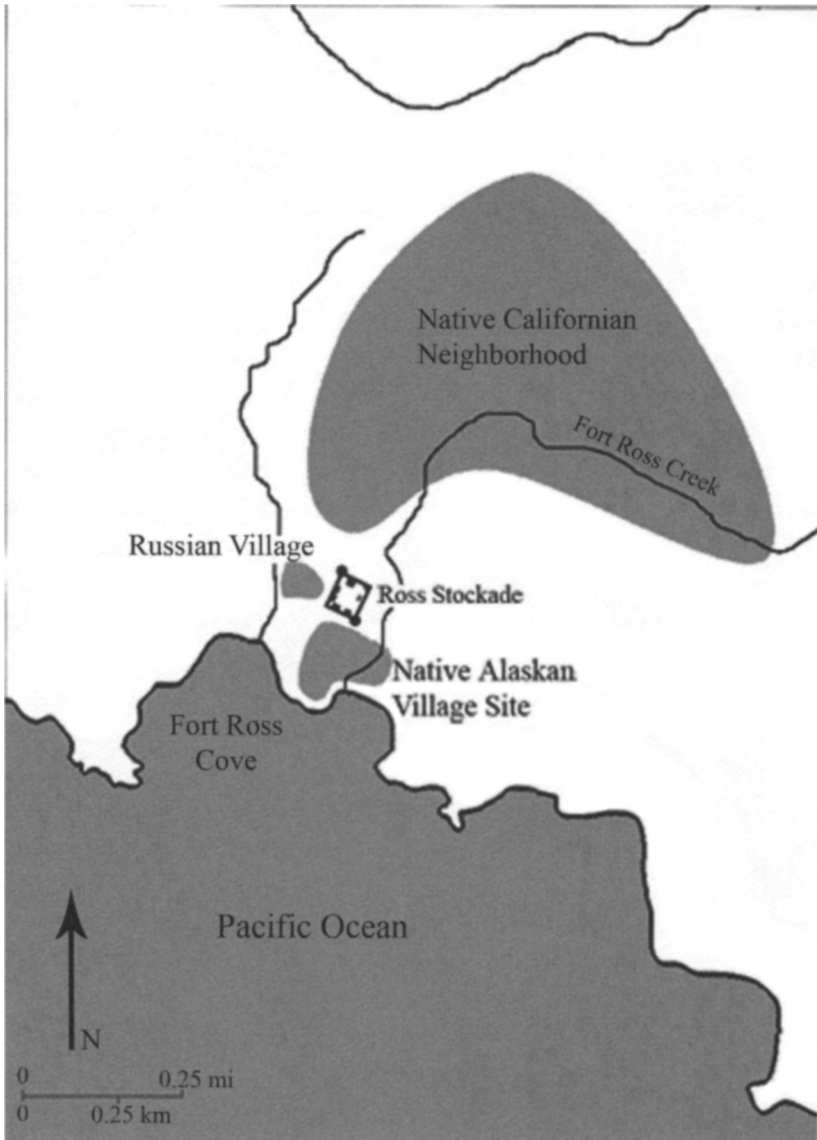 Native Californian
Neighborhood
Fort Ross Creek
Russian Village
Ross Stockade
Native Alaskan
Village Site
Fort Ross
Cove
Pacific Ocean
N
0 0.25 mi
0 0.25 km